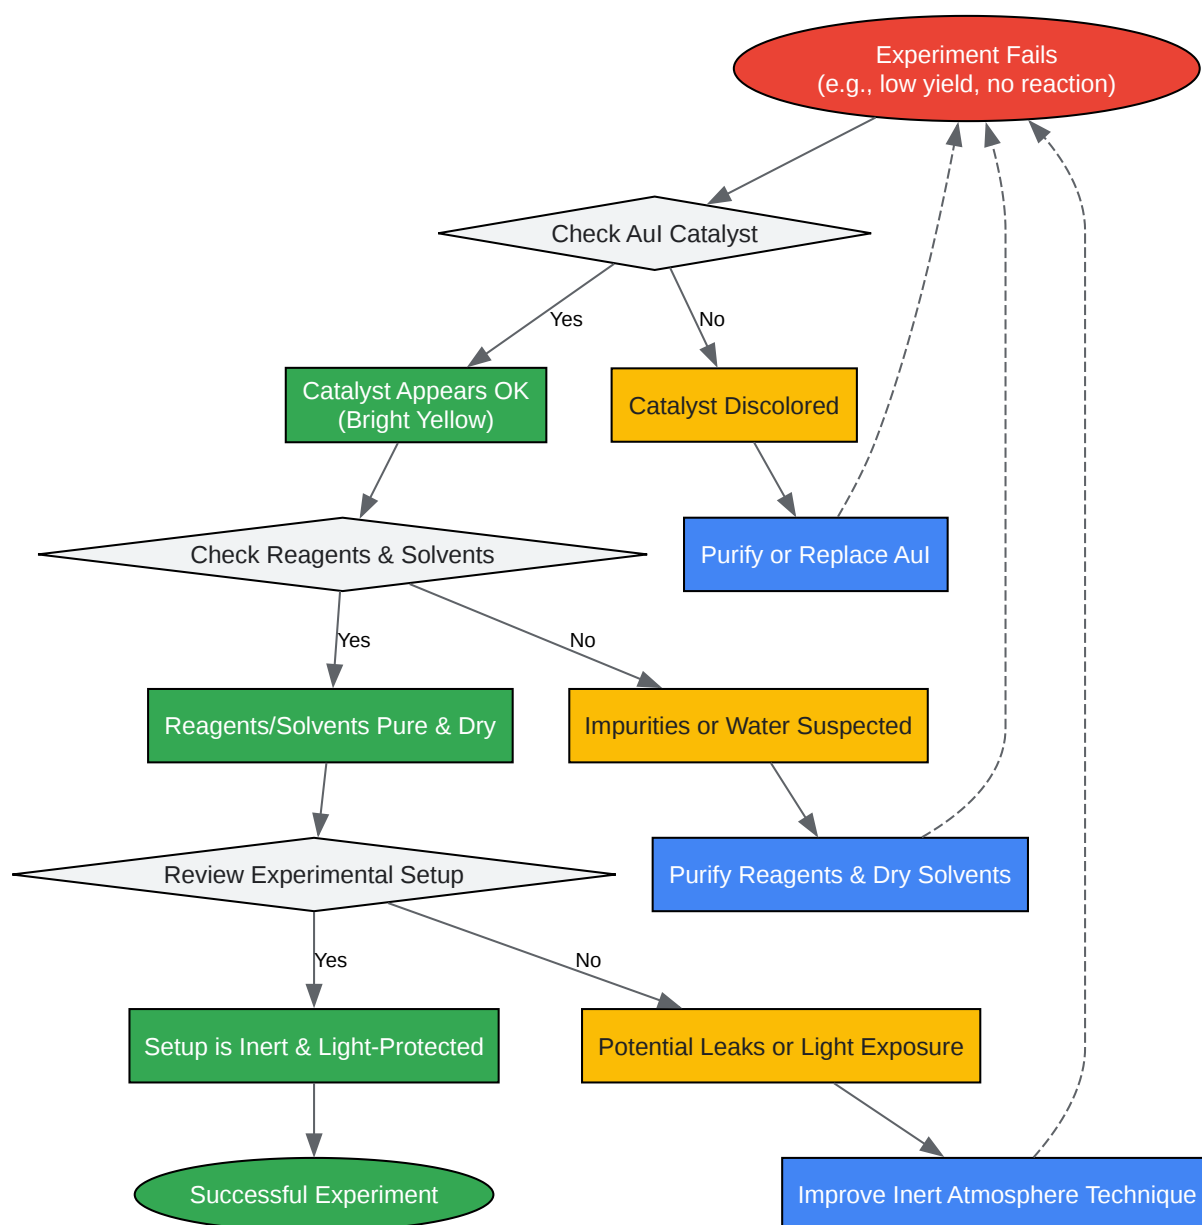 Experiment Fails
(e.g., low yield, no reaction)
Check AuI Catalyst
Yes
No
Catalyst Appears OK
(Bright Yellow)
Catalyst Discolored
Check Reagents & Solvents
Purify or Replace AuI
Yes
No
Reagents/Solvents Pure & Dry
Impurities or Water Suspected
Review Experimental Setup
Purify Reagents & Dry Solvents
Yes
No
Setup is Inert & Light-Protected
Potential Leaks or Light Exposure
Successful Experiment
Improve Inert Atmosphere Technique